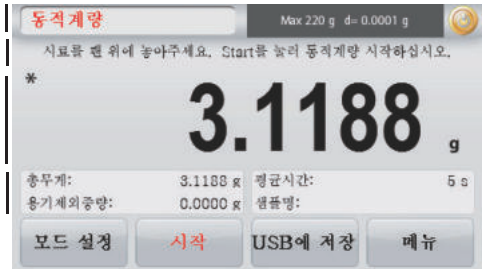 동적계량 Max 220 g d= 0.0001 g
시료를 팬 위에 놓아주세요. Start를 눌러 동적계량 시작하십시오.
* 3.1188 g
총무게: 3.1188 g 평균시간: 5 s
용기제외중량: 0.0000 g 샘플명:
모드 설정 시작 USB에 저장 메뉴